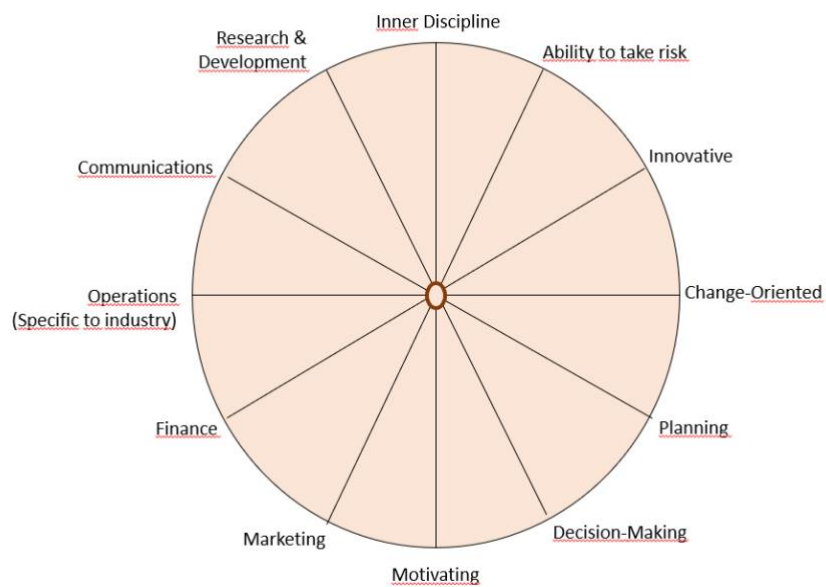 Inner Discipline
Ability to take risk
Innovative
Change-Oriented
Planning
Decision-Making
Motivating
Marketing
Finance
Operations
(Specific to industry)
Communications
Research &
Development